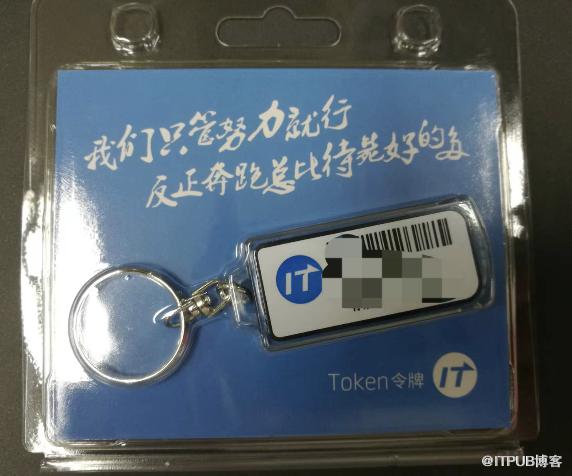 我们只管努力就行
反正奔跑总比待毙好的多
IT
Token令牌 IT
@ITPUB博客